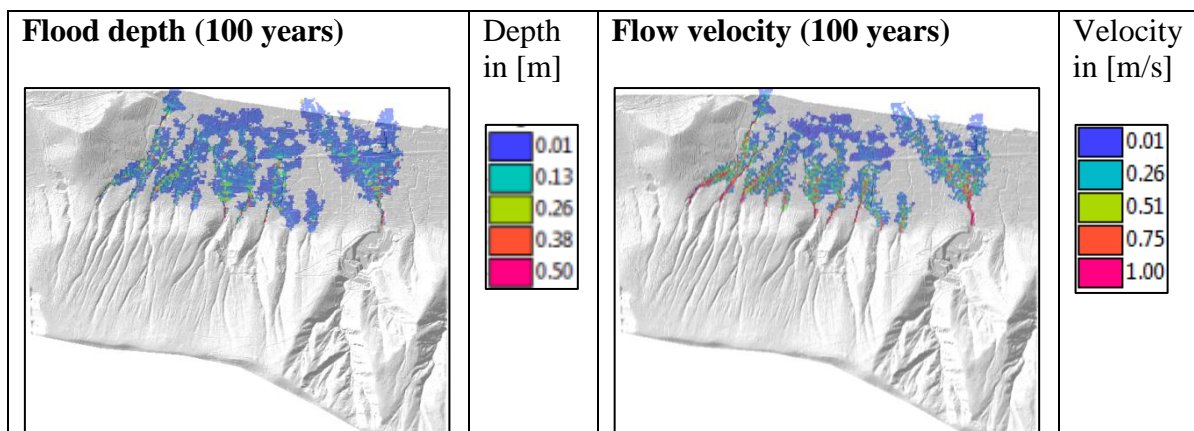 Flood depth (100 years)
Depth
in [m]
0.01
0.13
0.26
0.38
0.50
Flow velocity (100 years)
Velocity
in [m/s]
0.01
0.26
0.51
0.75
1.00